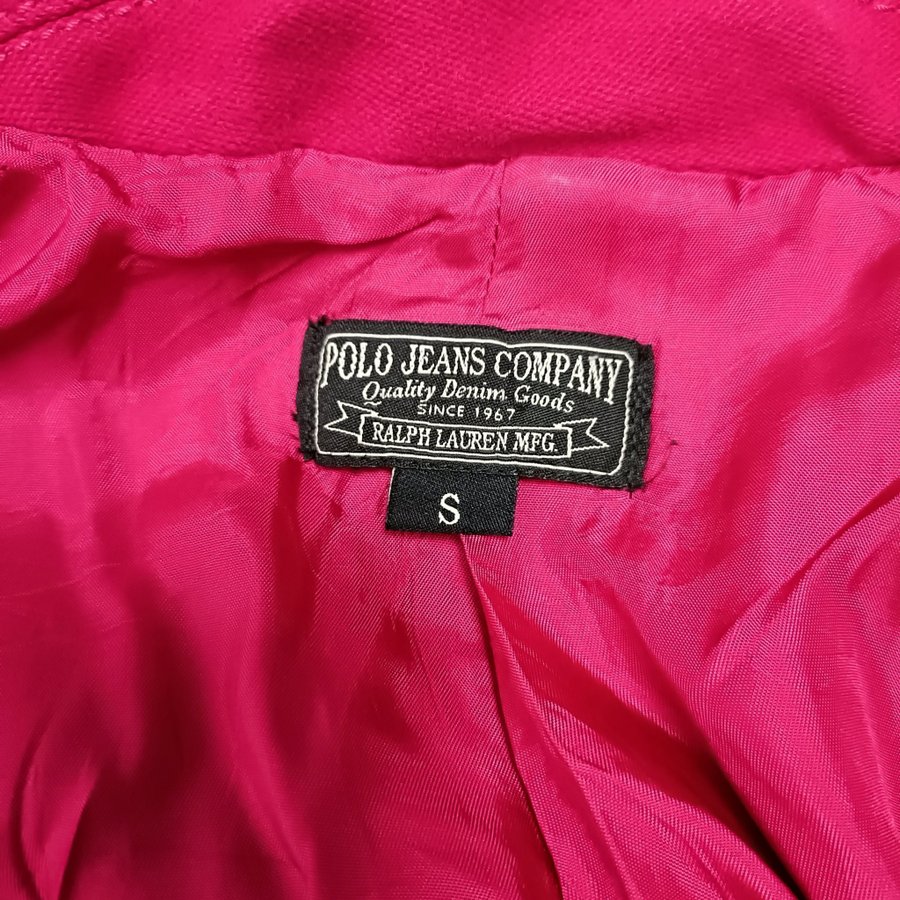 POLO JEANS COMPANY
Quality Denim Goods
SINCE 1967
RALPH LAUREN MFG.
S